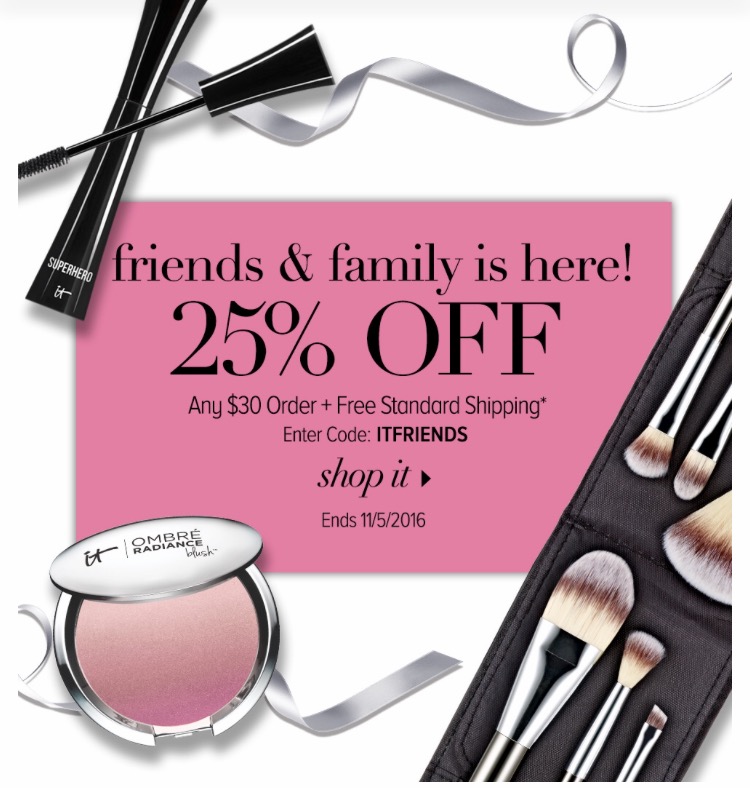 SUPERHERO
it
friends & family is here!
25% OFF
Any $30 Order + Free Standard Shipping*
Enter Code: ITFRIENDS
shop it
Ends 11/5/2016
it
OMBRÉ
RADIANCE
blush™